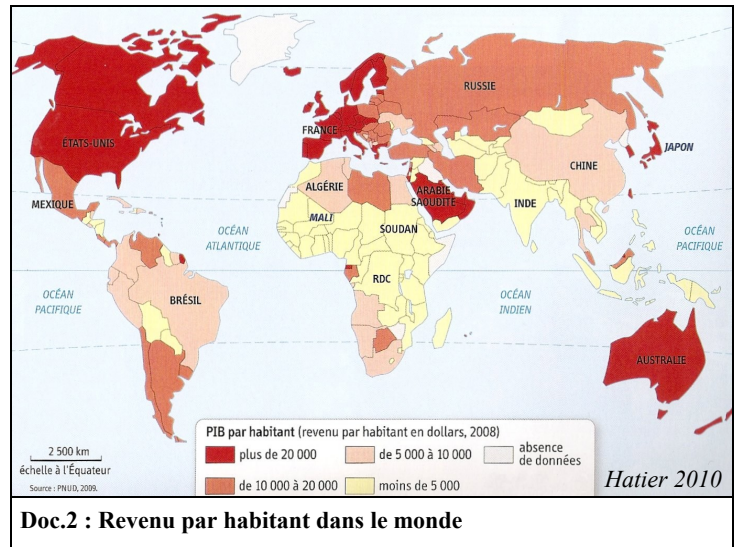 RUSSIE
FRANCE
ÉTATS-UNIS
JAPON
CHINE
ALGÉRIE
ARABIE
SAOUDITE
MEXIQUE
INDE
MALI
SOUDAN
OCÉAN
ATLANTIQUE
OCÉAN
PACIFIQUE
RDC
OCÉAN
PACIFIQUE
BRÉSIL
OCÉAN
INDIEN
AUSTRALIE
PIB par habitant (revenu par habitant en dollars, 2008)
plus de 20 000
de 5 000 à 10 000
absence
de données
de 10 000 à 20 000
moins de 5 000
2 500 km
échelle à l'Équateur
Source : PNUD, 2009.
Hatier 2010
Doc.2 : Revenu par habitant dans le monde